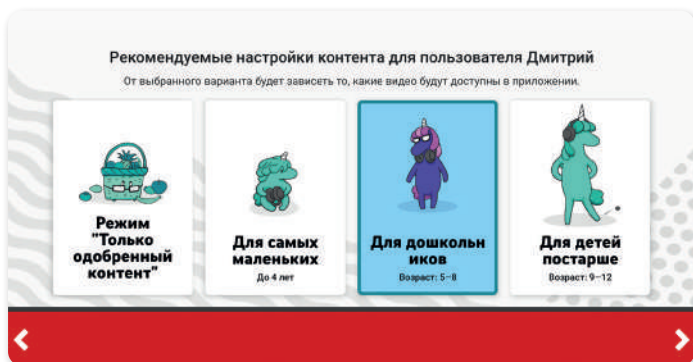 Рекомендуемые настройки контента для пользователя Дмитрий
От выбранного варианта будет зависеть то, какие видео будут доступны в приложении.
Режим
"Только
одобренный
контент"
Для самых
маленьких
До 4 лет
Для дошкольн
иков
Возраст: 5–8
Для детей
постарше
Возраст: 9–12